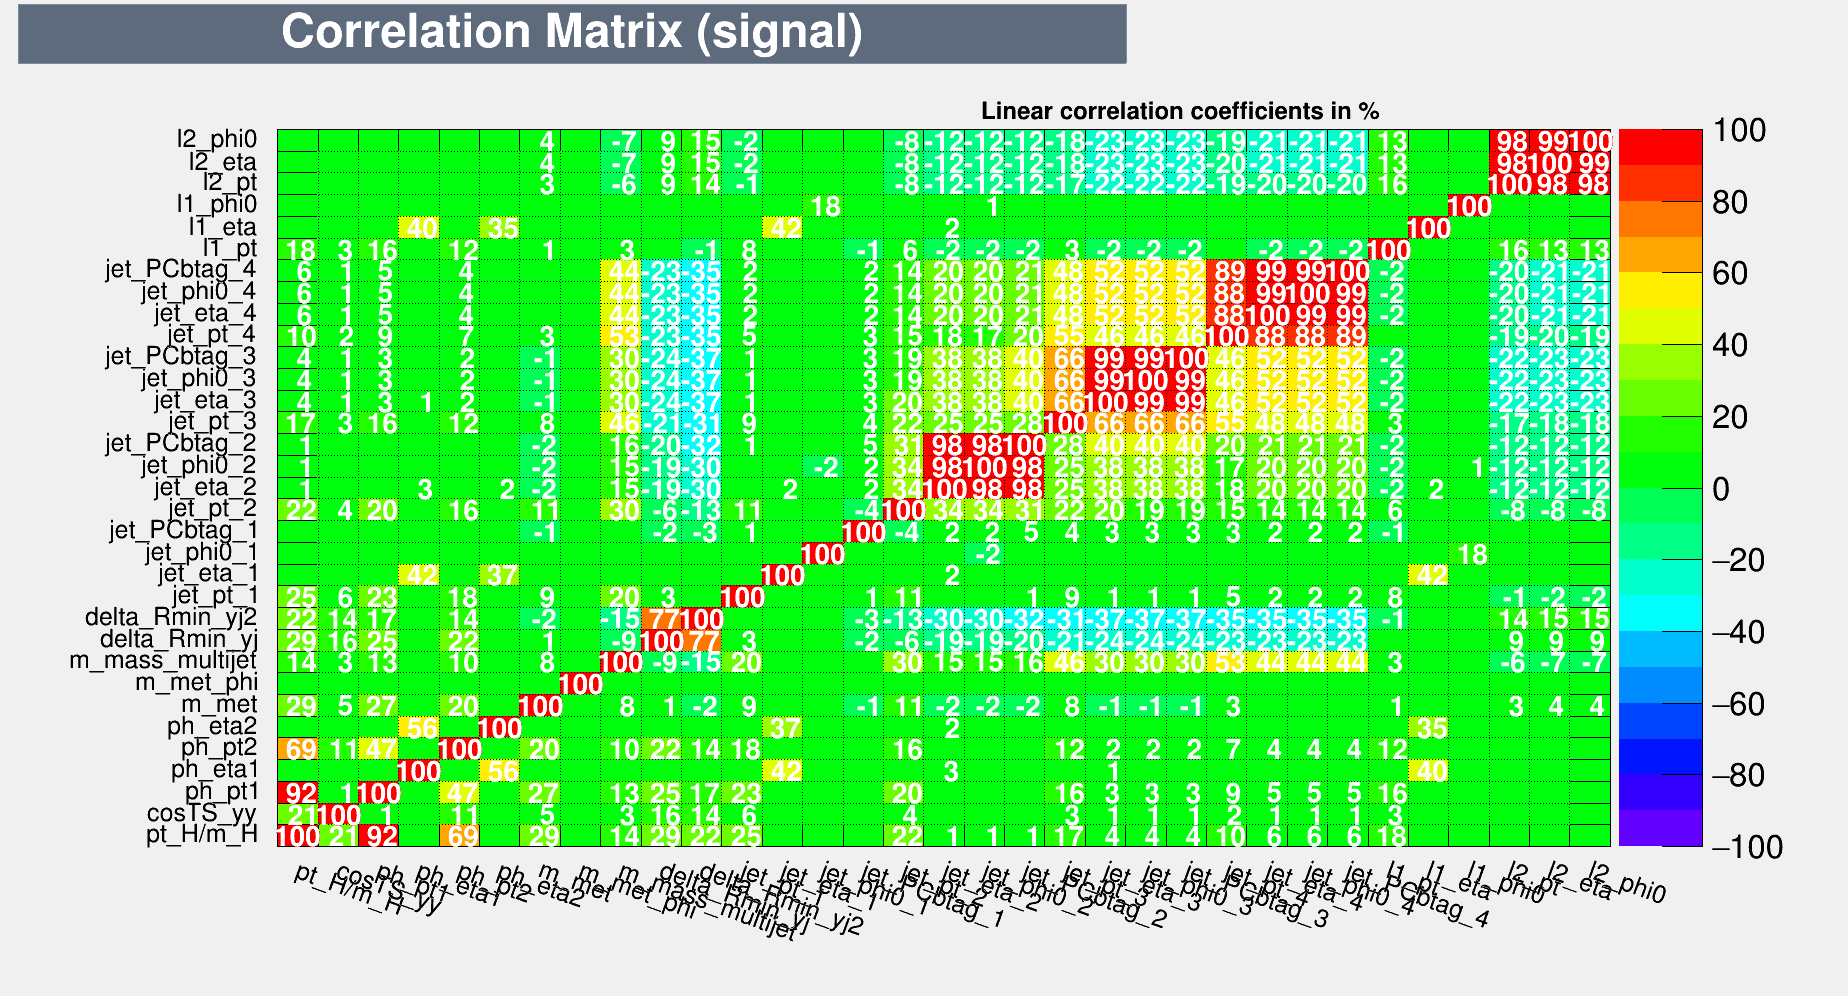 Correlation Matrix (signal)
Linear correlation coefficients in %
l2_phi0 4 -7 9 15 -2 -8 -12 -12 -12 -18 -23 -23 -23 -19 -21 -21 -21 13 98 99 100
l2_eta 4 -7 9 15 -2 -8 -12 -12 -12 -18 -23 -23 -23 -20 -21 -21 -21 13 98 100 99
l2_pt 3 -6 9 14 -1 -8 -12 -12 -12 -17 -22 -22 -22 -19 -20 -20 -20 16 100 98 98
l1_phi0 18 1 100
l1_eta 40 35 42 2 100
l1_pt 18 3 16 12 1 3 -1 8 -1 6 -2 -2 -2 3 -2 -2 -2 -2 -2 -2 100 16 13 13
jet_PCbtag_4 6 1 5 4 44 -23 -35 2 2 14 20 20 21 48 52 52 52 89 99 99 100 -2 -20 -21 -21
jet_phi0_4 6 1 5 4 44 -23 -35 2 2 14 20 20 21 48 52 52 52 88 99 100 99 -2 -20 -21 -21
jet_eta_4 6 1 5 4 44 -23 -35 2 2 14 20 20 21 48 52 52 52 88 100 99 99 -2 -20 -21 -21
jet_pt_4 10 2 9 7 3 53 -23 -35 5 3 15 18 17 20 55 46 46 46 100 88 88 89 -19 -20 -19
jet_PCbtag_3 4 1 3 2 -1 30 -24 -37 1 3 19 38 38 40 66 99 99 100 46 52 52 52 -2 -22 -23 -23
jet_phi0_3 4 1 3 2 -1 30 -24 -37 1 3 19 38 38 40 66 99 100 99 46 52 52 52 -2 -22 -23 -23
jet_eta_3 4 1 3 1 2 -1 30 -24 -37 1 3 20 38 38 40 66 100 99 99 46 52 52 52 -2 -22 -23 -23
jet_pt_3 17 3 16 12 8 46 -21 -31 9 4 22 25 25 28 100 66 66 66 55 48 48 48 3 -17 -18 -18
jet_PCbtag_2 1 -2 16 -20 -32 1 5 31 98 98 100 28 40 40 40 20 21 21 21 -2 -12 -12 -12
jet_phi0_2 1 -2 15 -19 -30 -2 2 34 98 100 98 25 38 38 38 17 20 20 20 -2 1 -12 -12 -12
jet_eta_2 1 3 2 -2 15 -19 -30 2 2 34 100 98 98 25 38 38 38 18 20 20 20 -2 2 -12 -12 -12
jet_pt_2 22 4 20 16 11 30 -6 -13 11 -4 100 34 34 31 22 20 19 19 15 14 14 14 6 -8 -8 -8
jet_PCbtag_1 -1 -2 -3 1 100 -4 2 2 5 4 3 3 3 3 2 2 2 -1
jet_phi0_1 100 -2 18
jet_eta_1 42 37 100 2 42
jet_pt_1 25 6 23 18 9 20 3 100 1 11 1 9 1 1 1 5 2 2 2 8 -1 -2 -2
delta_Rmin_yj2 22 14 17 14 -2 -15 77 100 -3 -13 -30 -30 -32 -31 -37 -37 -37 -35 -35 -35 -35 -1 14 15 15
delta_Rmin_yj 29 16 25 22 1 -9 100 77 3 -2 -6 -19 -19 -20 -21 -24 -24 -24 -23 -23 -23 -23 9 9 9
m_mass_multijet 14 3 13 10 8 100 -9 -15 20 30 15 15 16 46 30 30 30 53 44 44 44 3 -6 -7 -7
m_met_phi 100
m_met 29 5 27 20 100 8 1 -2 9 -1 11 -2 -2 -2 8 -1 -1 -1 3 1 3 4 4
ph_eta2 56 100 37 2 35
ph_pt2 69 11 47 100 20 10 22 14 18 16 12 2 2 2 7 4 4 4 12
ph_eta1 100 56 42 3 1 40
ph_pt1 92 1 100 47 27 13 25 17 23 20 16 3 3 3 9 5 5 5 16
cosTS_yy 21 100 1 11 5 3 16 14 6 4 3 1 1 1 2 1 1 1 3
pt_H/m_H 100 21 92 69 29 14 29 22 25 22 1 1 1 17 4 4 4 10 6 6 6 18
pt_H/m_H cosTS_yy ph_pt1 ph_eta1 ph_pt2 ph_eta2 m_met m_met_phi m_mass_multijet delta_Rmin_yj delta_Rmin_yj2 jet_pt_1 jet_eta_1 jet_phi0_1 jet_PCbtag_1 jet_pt_2 jet_eta_2 jet_phi0_2 jet_PCbtag_2 jet_pt_3 jet_eta_3 jet_phi0_3 jet_PCbtag_3 jet_pt_4 jet_eta_4 jet_phi0_4 jet_PCbtag_4 l1_pt l1_eta l1_phi0 l2_pt l2_eta l2_phi0
100
80
60
40
20
0
−20
−40
−60
−80
−100